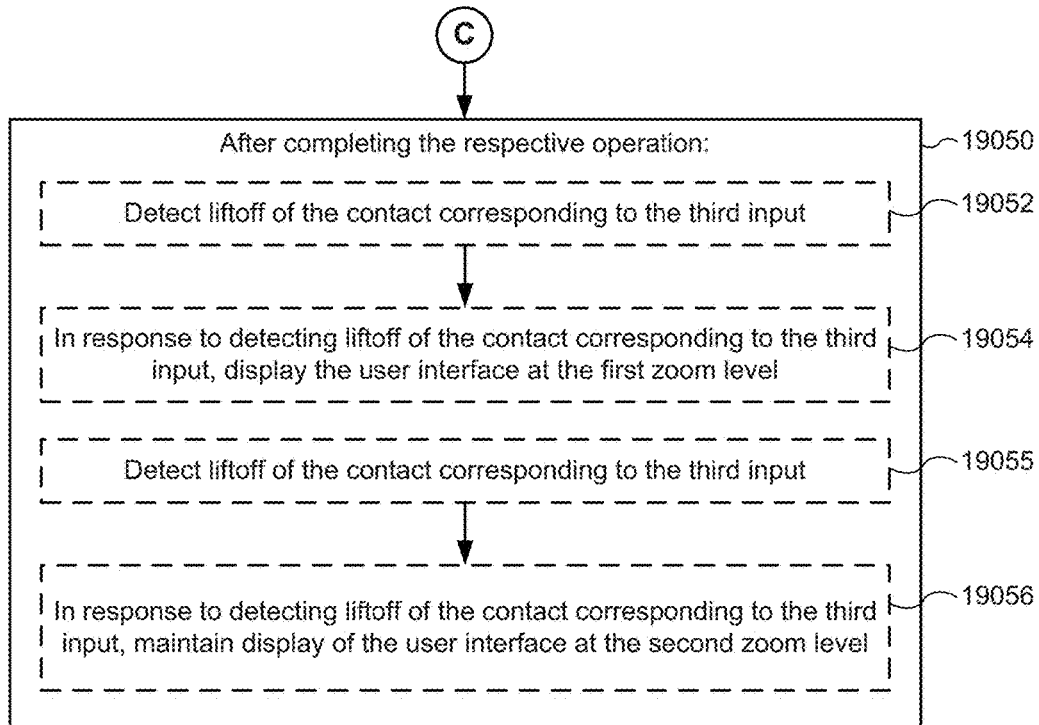 C
After completing the respective operation:
19050
Detect liftoff of the contact corresponding to the third input
19052
In response to detecting liftoff of the contact corresponding to the third
input, display the user interface at the first zoom level
19054
Detect liftoff of the contact corresponding to the third input
19055
In response to detecting liftoff of the contact corresponding to the third
input, maintain display of the user interface at the second zoom level
19056